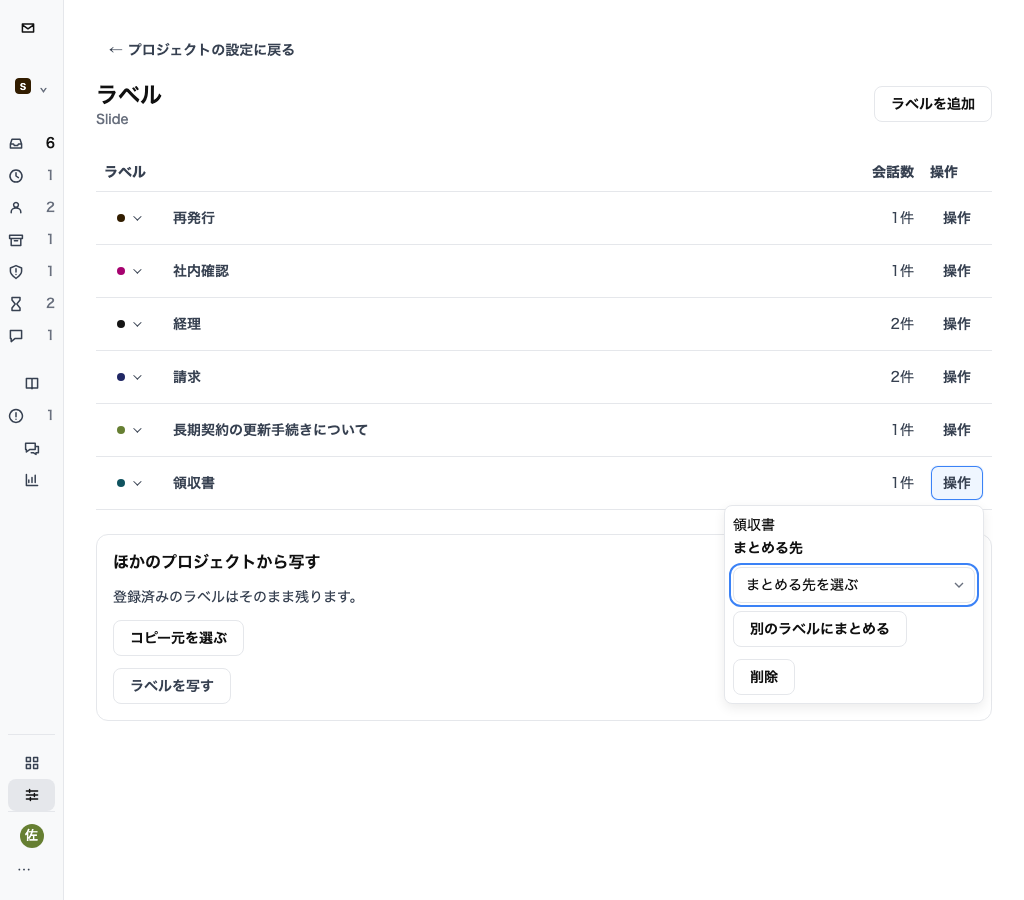 ← プロジェクトの設定に戻る
S
ラベル
Slide
ラベルを追加
6
1
2
1
1
2
1
1
ラベル 会話数 操作
再発行 1件 操作
社内確認 1件 操作
経理 2件 操作
請求 2件 操作
長期契約の更新手続きについて 1件 操作
領収書 1件 操作
領収書
まとめる先
まとめる先を選ぶ
別のラベルにまとめる
削除
ほかのプロジェクトから写す
登録済みのラベルはそのまま残ります。
コピー元を選ぶ
ラベルを写す
佐
…